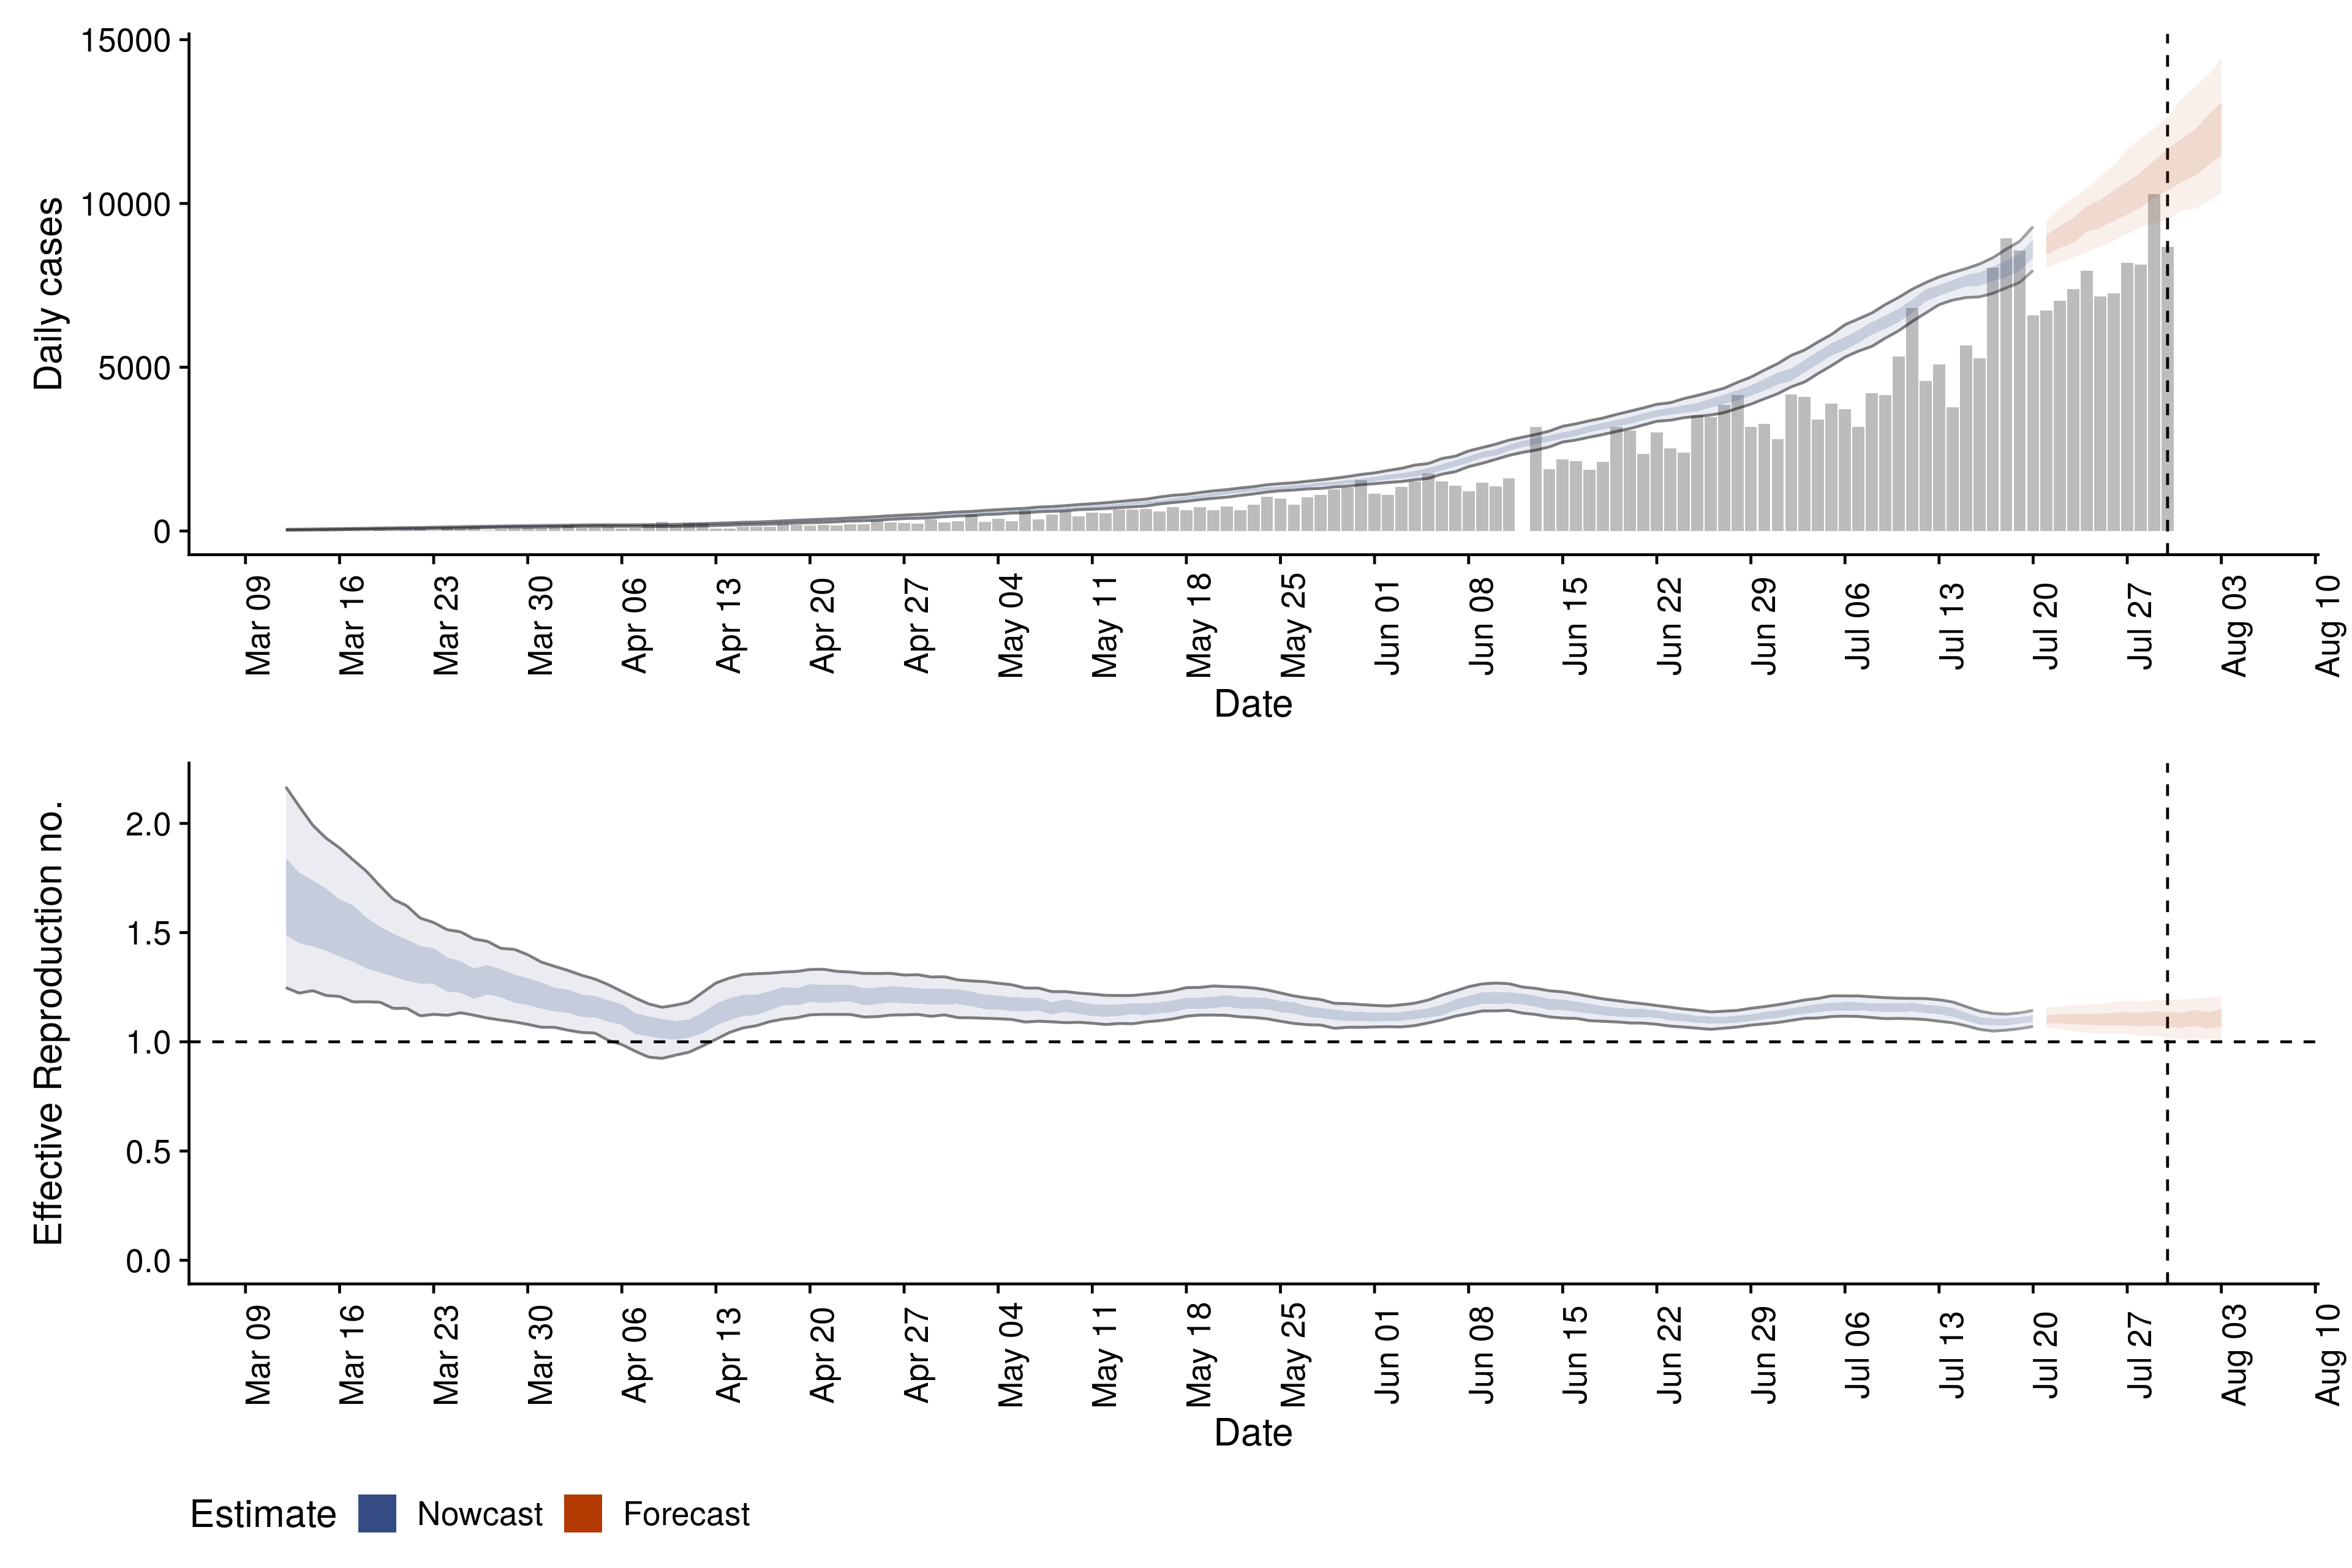 Daily cases
15000
10000
5000
0
Mar 09
Mar 16
Mar 23
Mar 30
Apr 06
Apr 13
Apr 20
Apr 27
May 04
May 11
May 18
May 25
Jun 01
Jun 08
Jun 15
Jun 22
Jun 29
Jul 06
Jul 13
Jul 20
Jul 27
Aug 03
Aug 10
Date
Effective Reproduction no.
2.0
1.5
1.0
0.5
0.0
Mar 09
Mar 16
Mar 23
Mar 30
Apr 06
Apr 13
Apr 20
Apr 27
May 04
May 11
May 18
May 25
Jun 01
Jun 08
Jun 15
Jun 22
Jun 29
Jul 06
Jul 13
Jul 20
Jul 27
Aug 03
Aug 10
Date
Estimate Nowcast Forecast